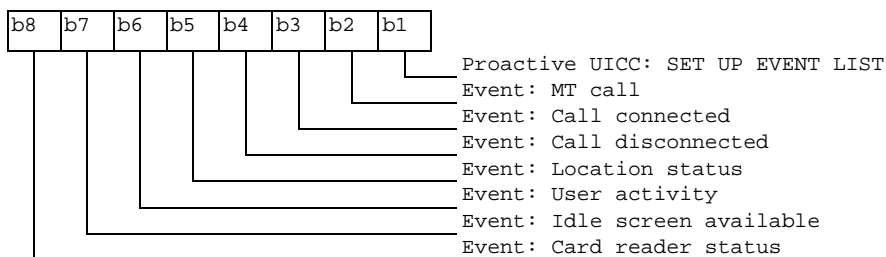 b8 b7 b6 b5 b4 b3 b2 b1
Proactive UICC: SET UP EVENT LIST
Event: MT call
Event: Call connected
Event: Call disconnected
Event: Location status
Event: User activity
Event: Idle screen available
Event: Card reader status